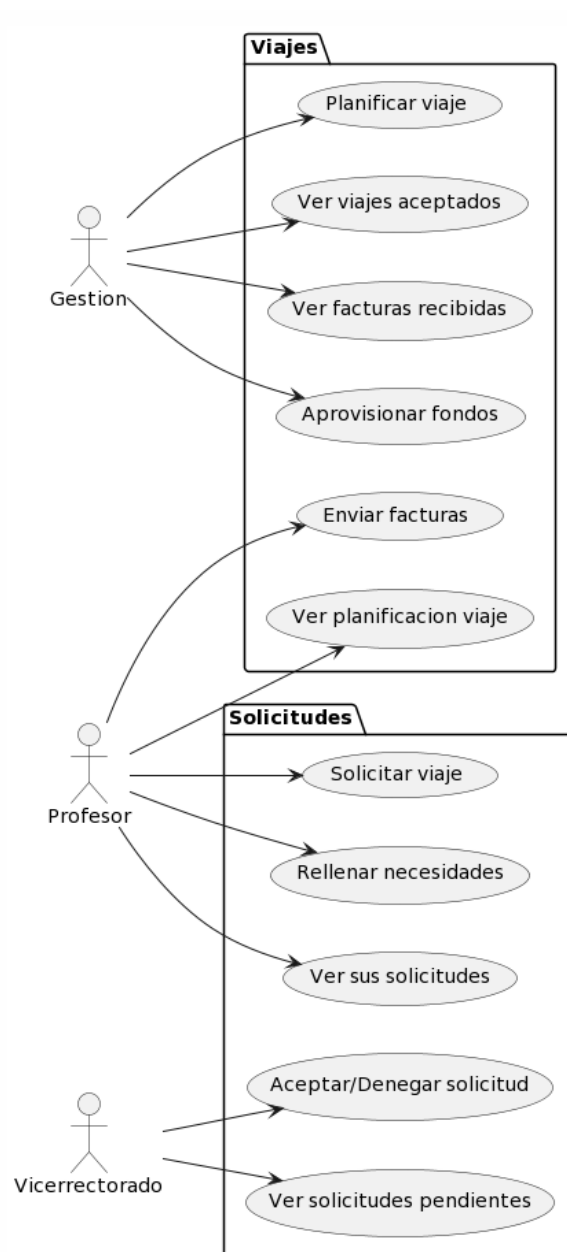 Viajes
Planificar viaje
Ver viajes aceptados
Gestion
Ver facturas recibidas
Aprovisionar fondos
Enviar facturas
Ver planificacion viaje
Solicitudes
Solicitar viaje
Profesor
Rellenar necesidades
Ver sus solicitudes
Aceptar/Denegar solicitud
Vicerrectorado
Ver solicitudes pendientes